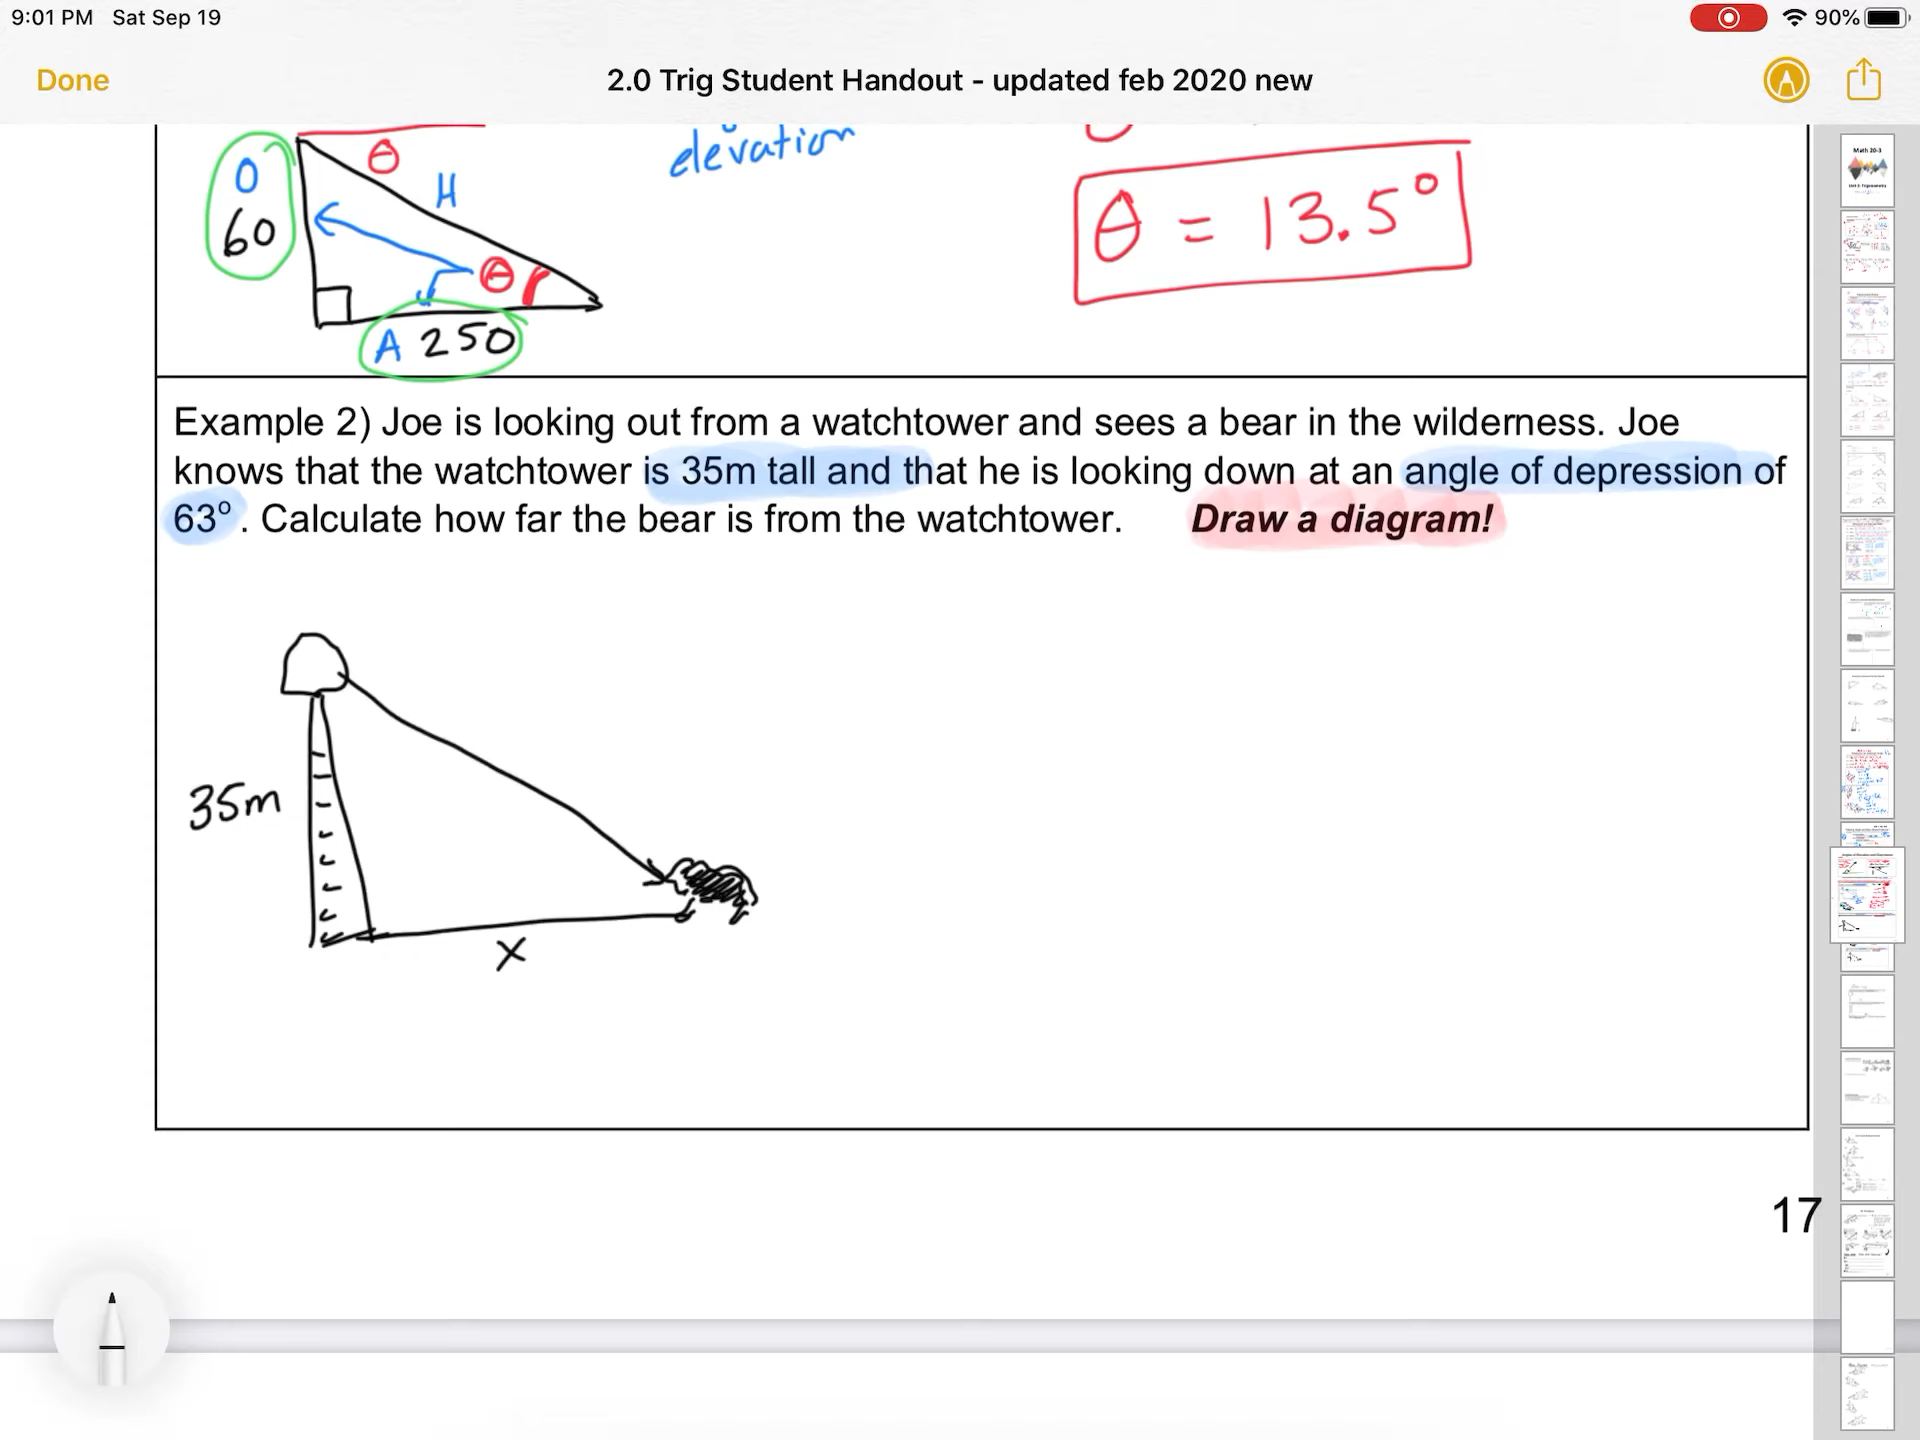 9:01 PM Sat Sep 19
90%
Done
2.0 Trig Student Handout - updated feb 2020 new
elevation
θ
O
H
60
θ
A 250
θ = 13.5°
Example 2) Joe is looking out from a watchtower and sees a bear in the wilderness. Joe
knows that the watchtower is 35m tall and that he is looking down at an angle of depression of
63°. Calculate how far the bear is from the watchtower. Draw a diagram!
35m
x
17
Math 20-3